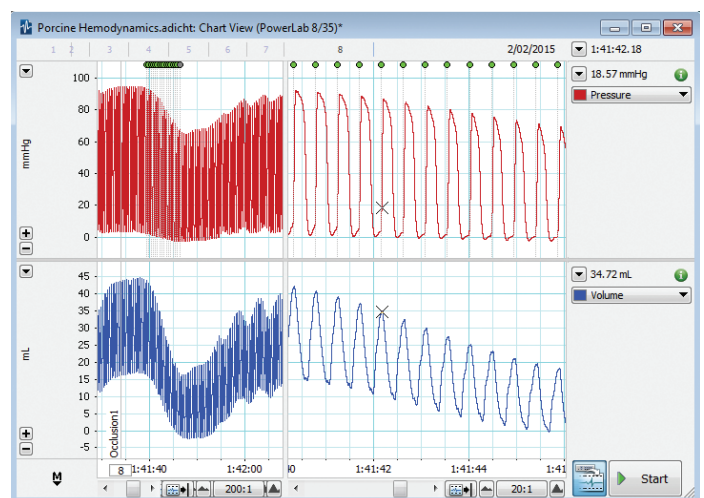 Porcine Hemodynamics.adicht: Chart View (PowerLab 8/35)*
1 2 3 4 5 6 7 8 2/02/2015 1:41:42.18
100
80
60
40
20
0
mmHg
18.57 mmHg
Pressure
45
40
35
30
25
20
15
10
5
0
-5
mL
Occlusion1
34.72 mL
Volume
M 8 1:41:40 1:42:00 :40 1:41:42 1:41:44 1:41
200:1 20:1 Start